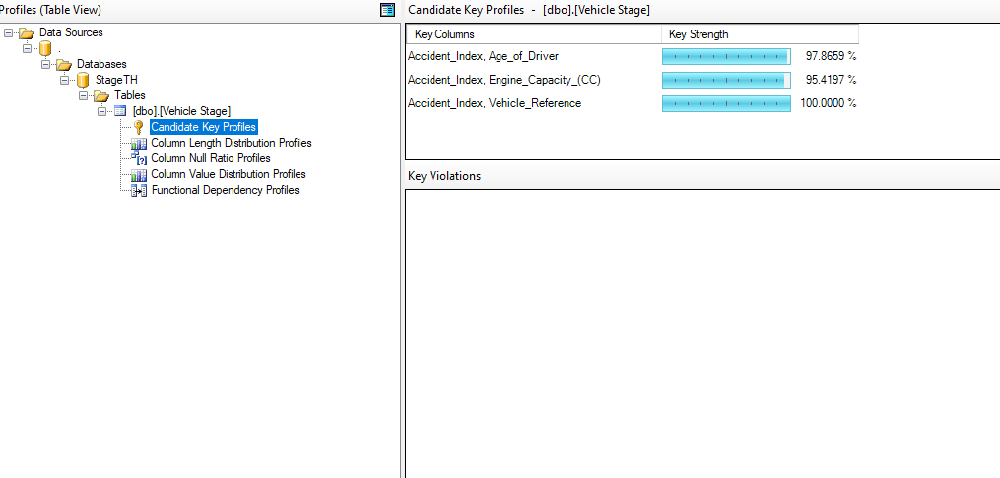 Profiles (Table View)
Data Sources
.
Databases
StageTH
Tables
[dbo].[Vehicle Stage]
Candidate Key Profiles
Column Length Distribution Profiles
Column Null Ratio Profiles
Column Value Distribution Profiles
Functional Dependency Profiles
Candidate Key Profiles - [dbo].[Vehicle Stage]
Key Columns Key Strength
Accident_Index, Age_of_Driver 97.8659 %
Accident_Index, Engine_Capacity_(CC) 95.4197 %
Accident_Index, Vehicle_Reference 100.0000 %
Key Violations